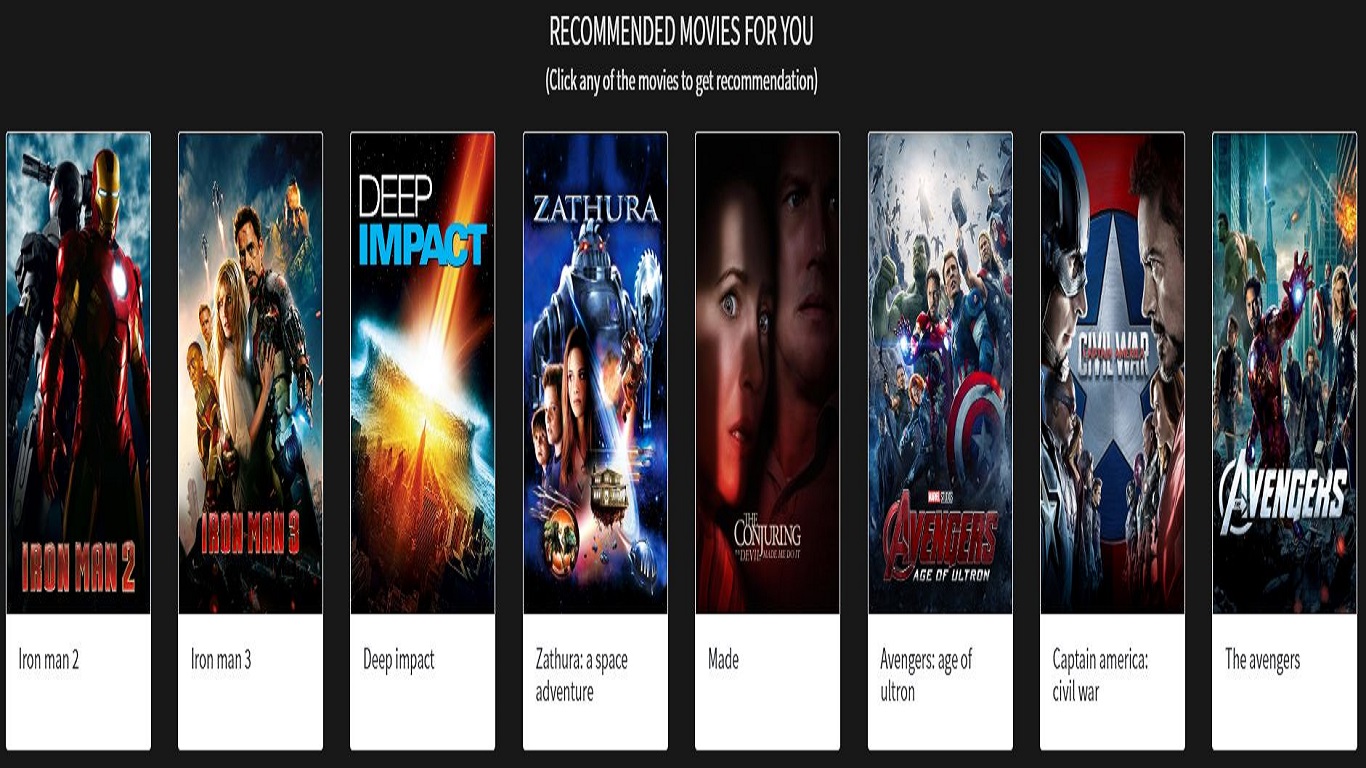 RECOMMENDED MOVIES FOR YOU
(Click any of the movies to get recommendation)
IRON MAN 2
IRON MAN 3
DEEP
IMPACT
ZATHURA
THE
CONJURING
THE DEVIL MADE ME DO IT
MARVEL STUDIOS
AVENGERS
AGE OF ULTRON
CAPTAIN AMERICA
CIVIL WAR
AVENGERS
Iron man 2
Iron man 3
Deep impact
Zathura: a space
adventure
Made
Avengers: age of
ultron
Captain america:
civil war
The avengers